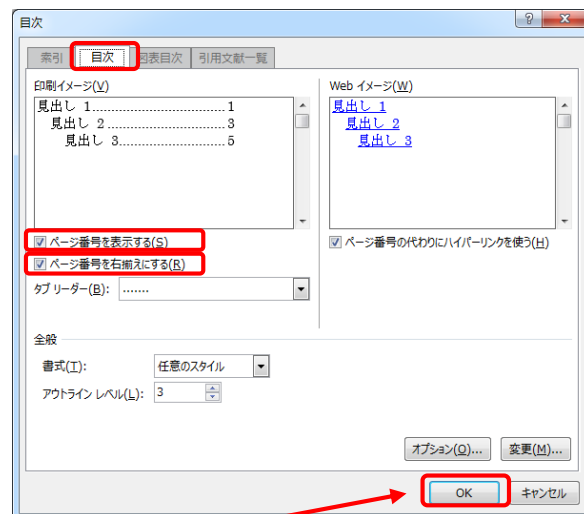 目次
?
x
索引
目次
図表目次
引用文献一覧
印刷イメージ(V)
見出し 1................................1
見出し 2............................3
見出し 3.........................5
Web イメージ(W)
見出し 1
見出し 2
見出し 3
ページ番号を表示する(S)
ページ番号を右揃えにする(R)
タブ リーダー(B): .......
ページ番号の代わりにハイパーリンクを使う(H)
全般
書式(T): 任意のスタイル
アウトライン レベル(L): 3
オプション(O)... 変更(M)...
OK キャンセル